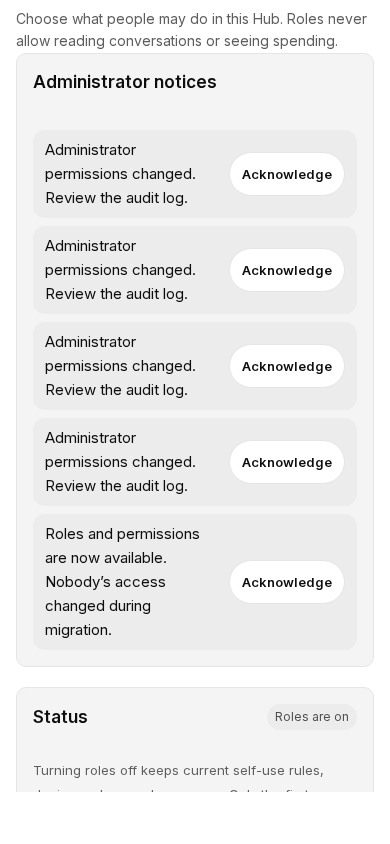 Choose what people may do in this Hub. Roles never
allow reading conversations or seeing spending.
Administrator notices
Administrator
permissions changed.
Review the audit log.
Acknowledge
Administrator
permissions changed.
Review the audit log.
Acknowledge
Administrator
permissions changed.
Review the audit log.
Acknowledge
Administrator
permissions changed.
Review the audit log.
Acknowledge
Roles and permissions
are now available.
Nobody’s access
changed during
migration.
Acknowledge
Status
Roles are on
Turning roles off keeps current self-use rules,